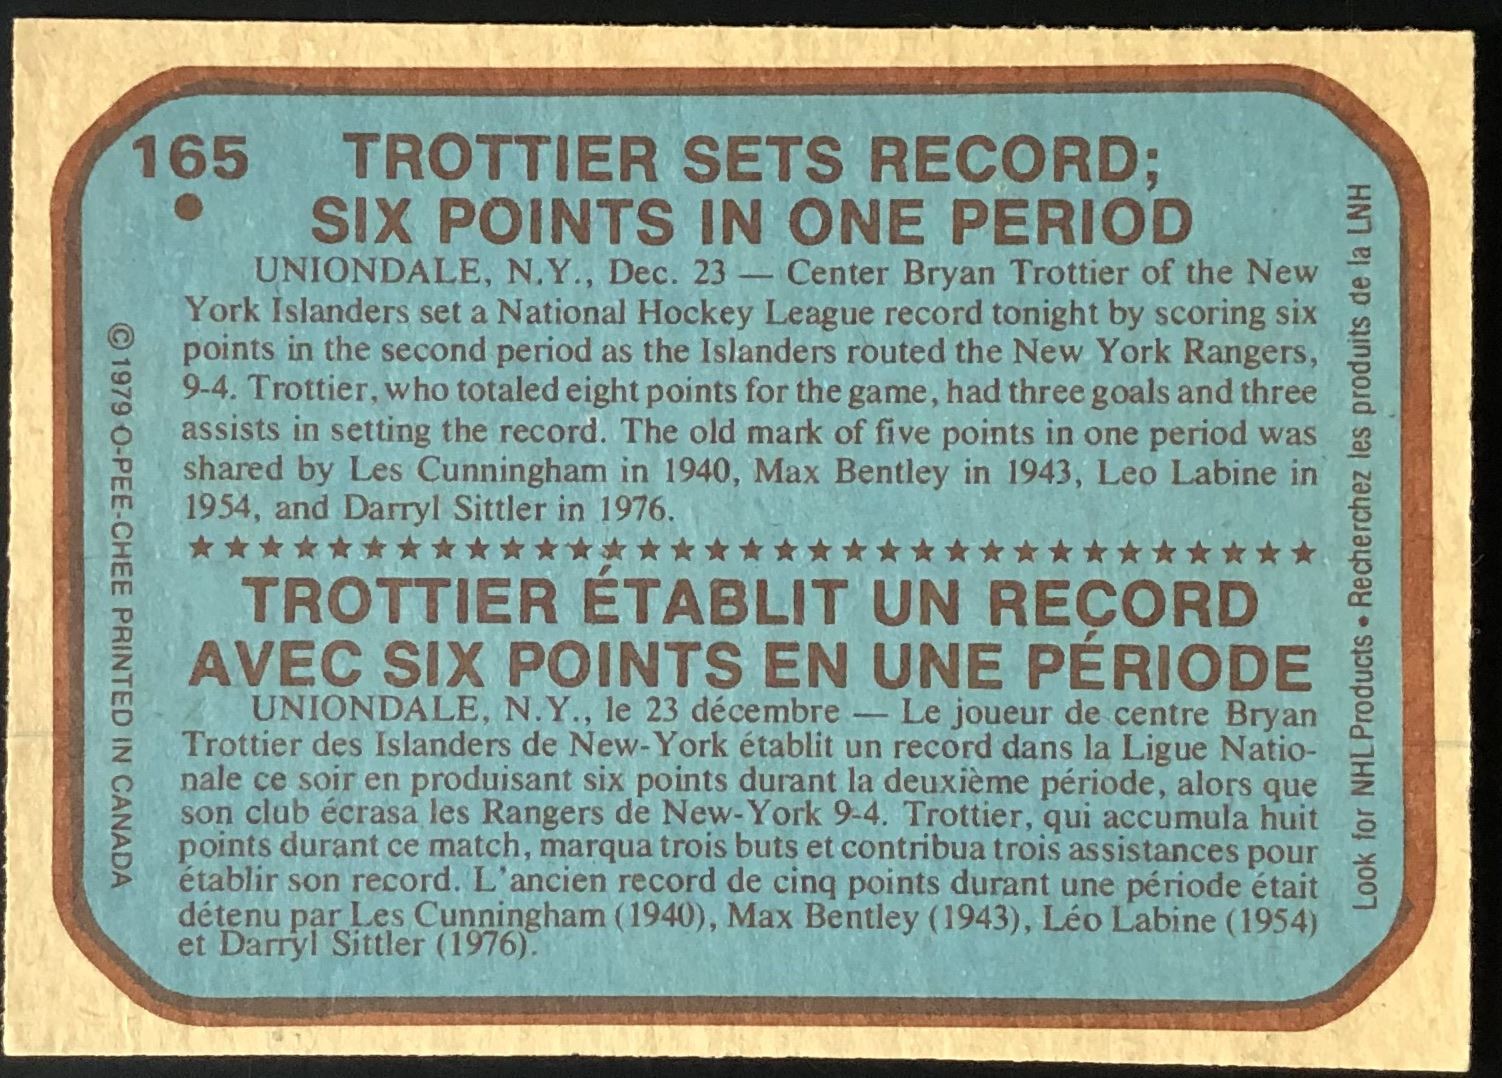 165
TROTTIER SETS RECORD;
SIX POINTS IN ONE PERIOD
UNIONDALE, N.Y., Dec. 23 — Center Bryan Trottier of the New
York Islanders set a National Hockey League record tonight by scoring six
points in the second period as the Islanders routed the New York Rangers,
9-4. Trottier, who totaled eight points for the game, had three goals and three
assists in setting the record. The old mark of five points in one period was
shared by Les Cunningham in 1940, Max Bentley in 1943, Leo Labine in
1954, and Darryl Sittler in 1976.
TROTTIER ÉTABLIT UN RECORD
AVEC SIX POINTS EN UNE PÉRIODE
UNIONDALE, N.Y., le 23 décembre — Le joueur de centre Bryan
Trottier des Islanders de New-York établit un record dans la Ligue Natio-
nale ce soir en produisant six points durant la deuxième période, alors que
son club écrasa les Rangers de New-York 9-4. Trottier, qui accumula huit
points durant ce match, marqua trois buts et contribua trois assistances pour
établir son record. L'ancien record de cinq points durant une période était
détenu par Les Cunningham (1940), Max Bentley (1943), Léo Labine (1954)
et Darryl Sittler (1976).
© 1979 O-PEE-CHEE PRINTED IN CANADA
Look for NHL Products • Recherchez les produits de la LNH